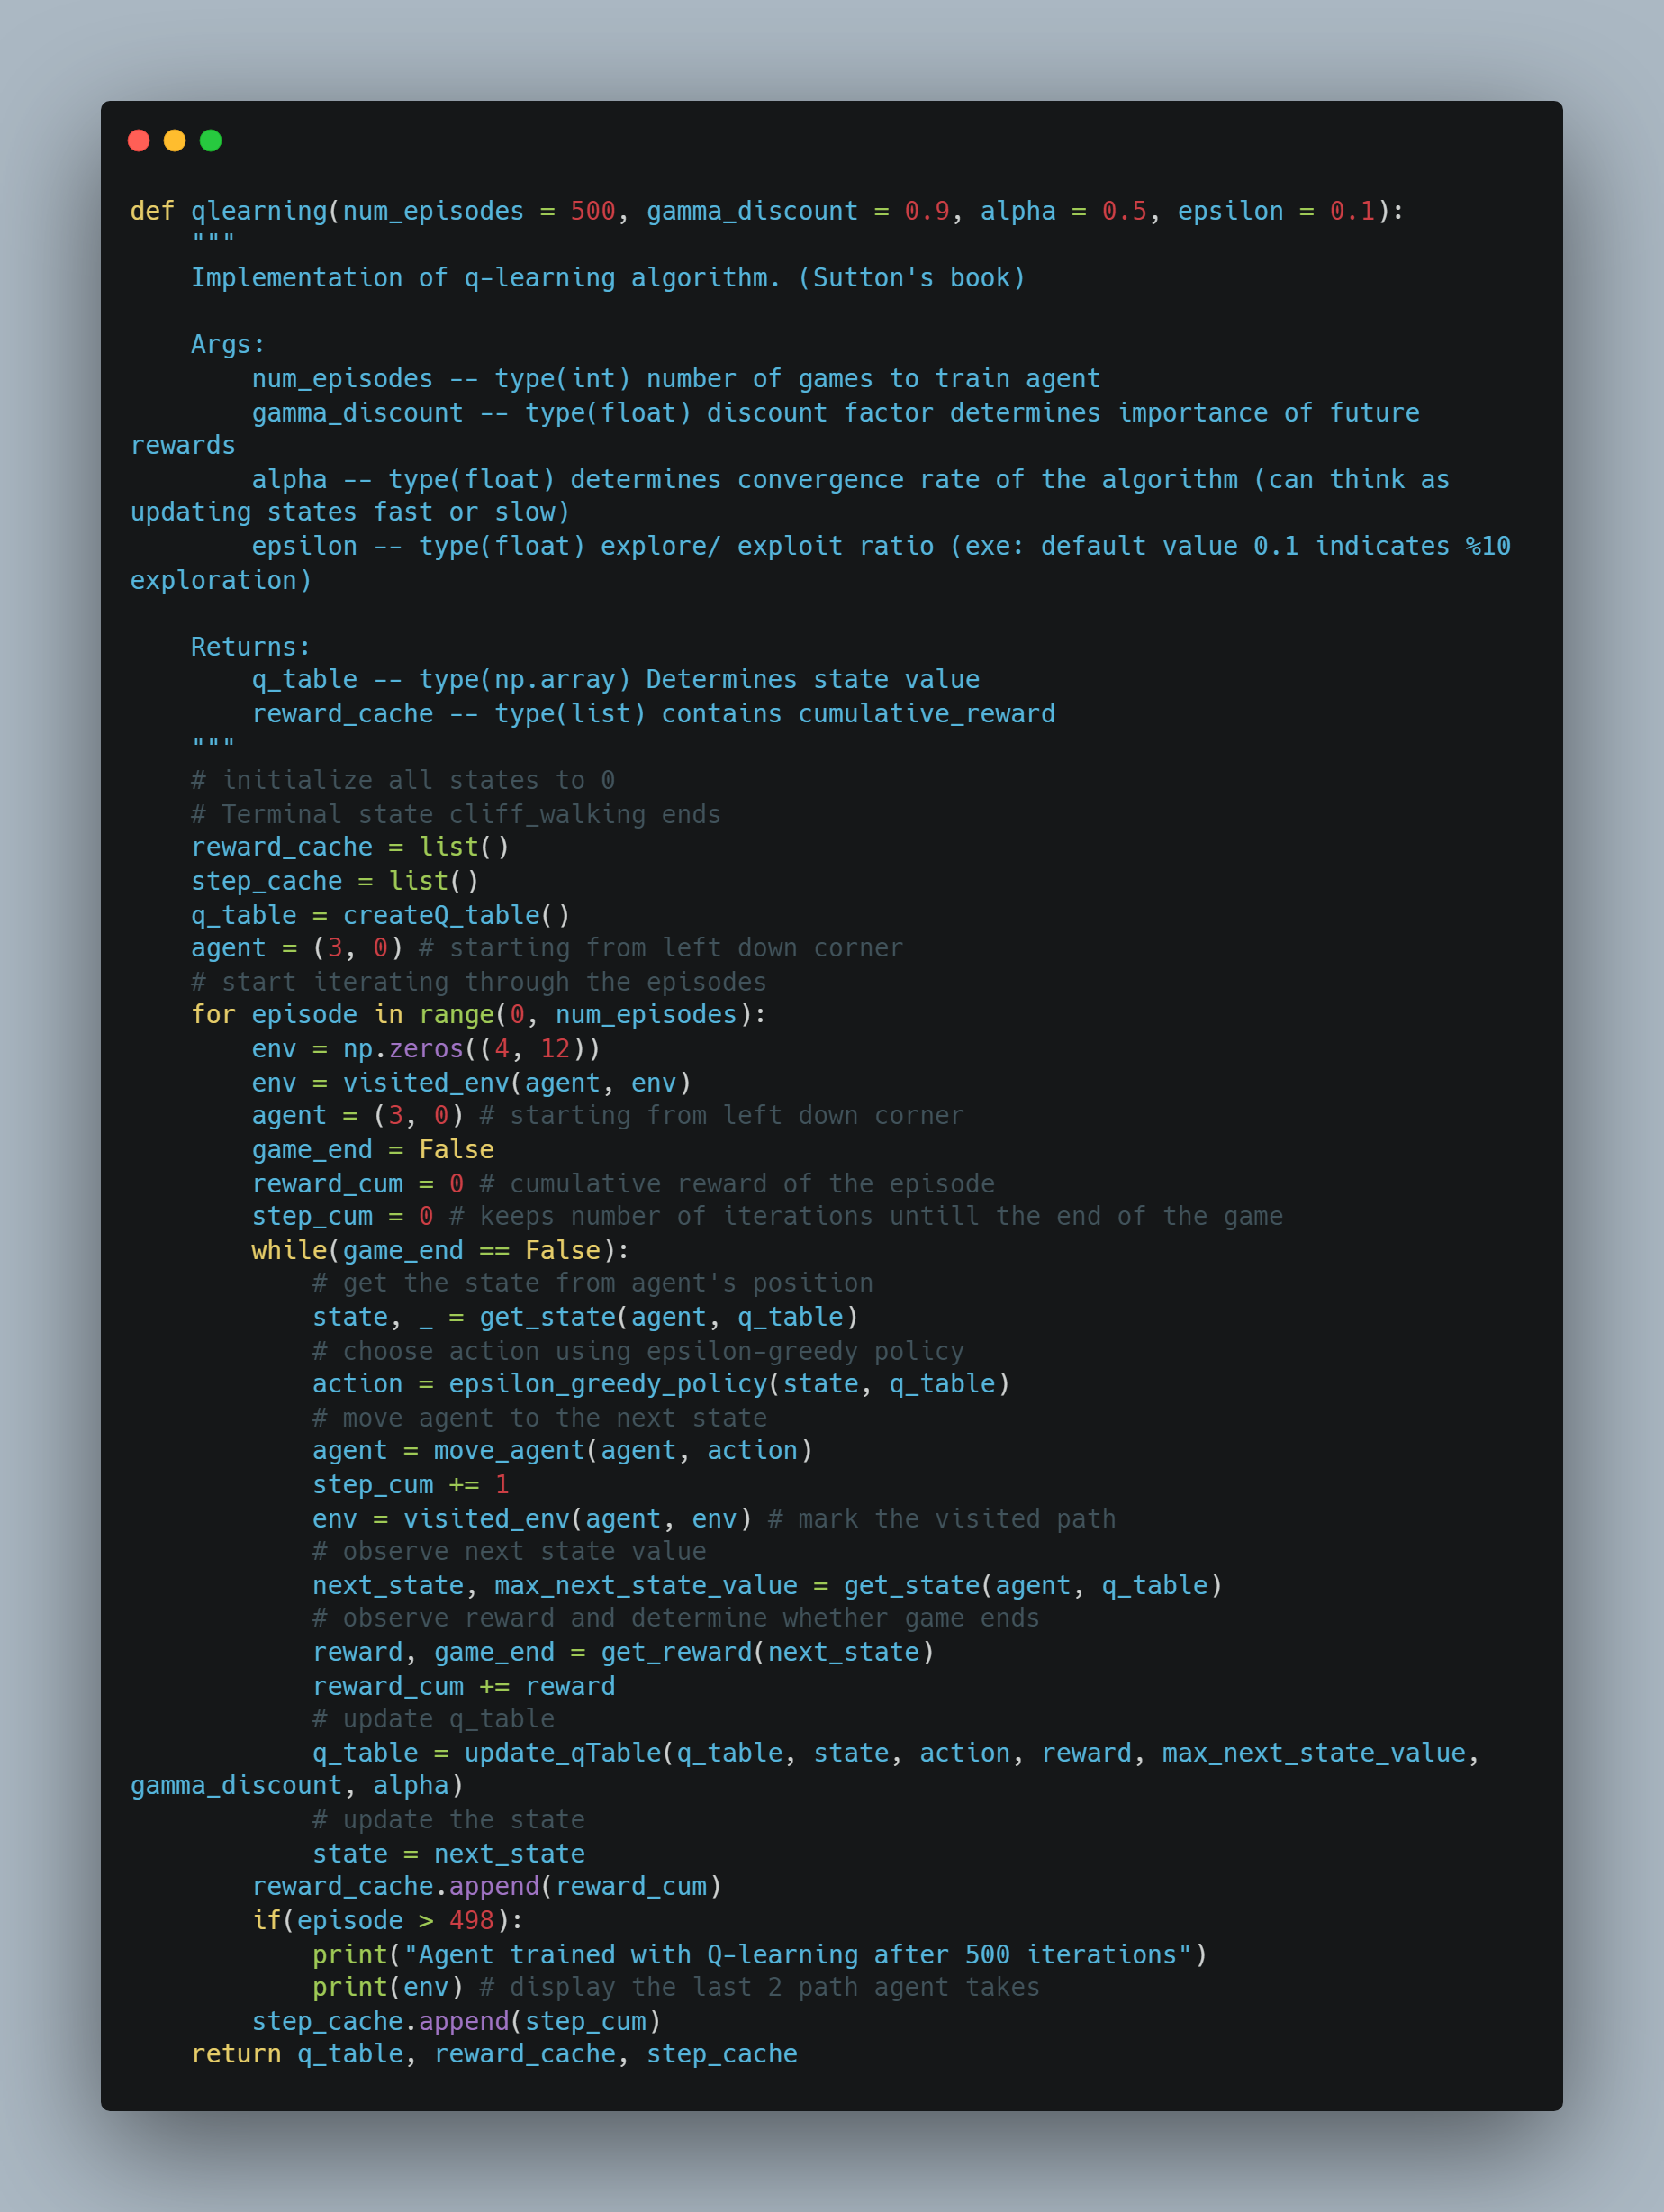 def qlearning(num_episodes = 500, gamma_discount = 0.9, alpha = 0.5, epsilon = 0.1):
    """
    Implementation of q-learning algorithm. (Sutton's book)

    Args:
        num_episodes -- type(int) number of games to train agent
        gamma_discount -- type(float) discount factor determines importance of future
rewards
        alpha -- type(float) determines convergence rate of the algorithm (can think as
updating states fast or slow)
        epsilon -- type(float) explore/ exploit ratio (exe: default value 0.1 indicates %10
exploration)

    Returns:
        q_table -- type(np.array) Determines state value
        reward_cache -- type(list) contains cumulative_reward
    """
    # initialize all states to 0
    # Terminal state cliff_walking ends
    reward_cache = list()
    step_cache = list()
    q_table = createQ_table()
    agent = (3, 0) # starting from left down corner
    # start iterating through the episodes
    for episode in range(0, num_episodes):
        env = np.zeros((4, 12))
        env = visited_env(agent, env)
        agent = (3, 0) # starting from left down corner
        game_end = False
        reward_cum = 0 # cumulative reward of the episode
        step_cum = 0 # keeps number of iterations untill the end of the game
        while(game_end == False):
            # get the state from agent's position
            state, _ = get_state(agent, q_table)
            # choose action using epsilon-greedy policy
            action = epsilon_greedy_policy(state, q_table)
            # move agent to the next state
            agent = move_agent(agent, action)
            step_cum += 1
            env = visited_env(agent, env) # mark the visited path
            # observe next state value
            next_state, max_next_state_value = get_state(agent, q_table)
            # observe reward and determine whether game ends
            reward, game_end = get_reward(next_state)
            reward_cum += reward
            # update q_table
            q_table = update_qTable(q_table, state, action, reward, max_next_state_value,
gamma_discount, alpha)
            # update the state
            state = next_state
        reward_cache.append(reward_cum)
        if(episode > 498):
            print("Agent trained with Q-learning after 500 iterations")
            print(env) # display the last 2 path agent takes
        step_cache.append(step_cum)
    return q_table, reward_cache, step_cache